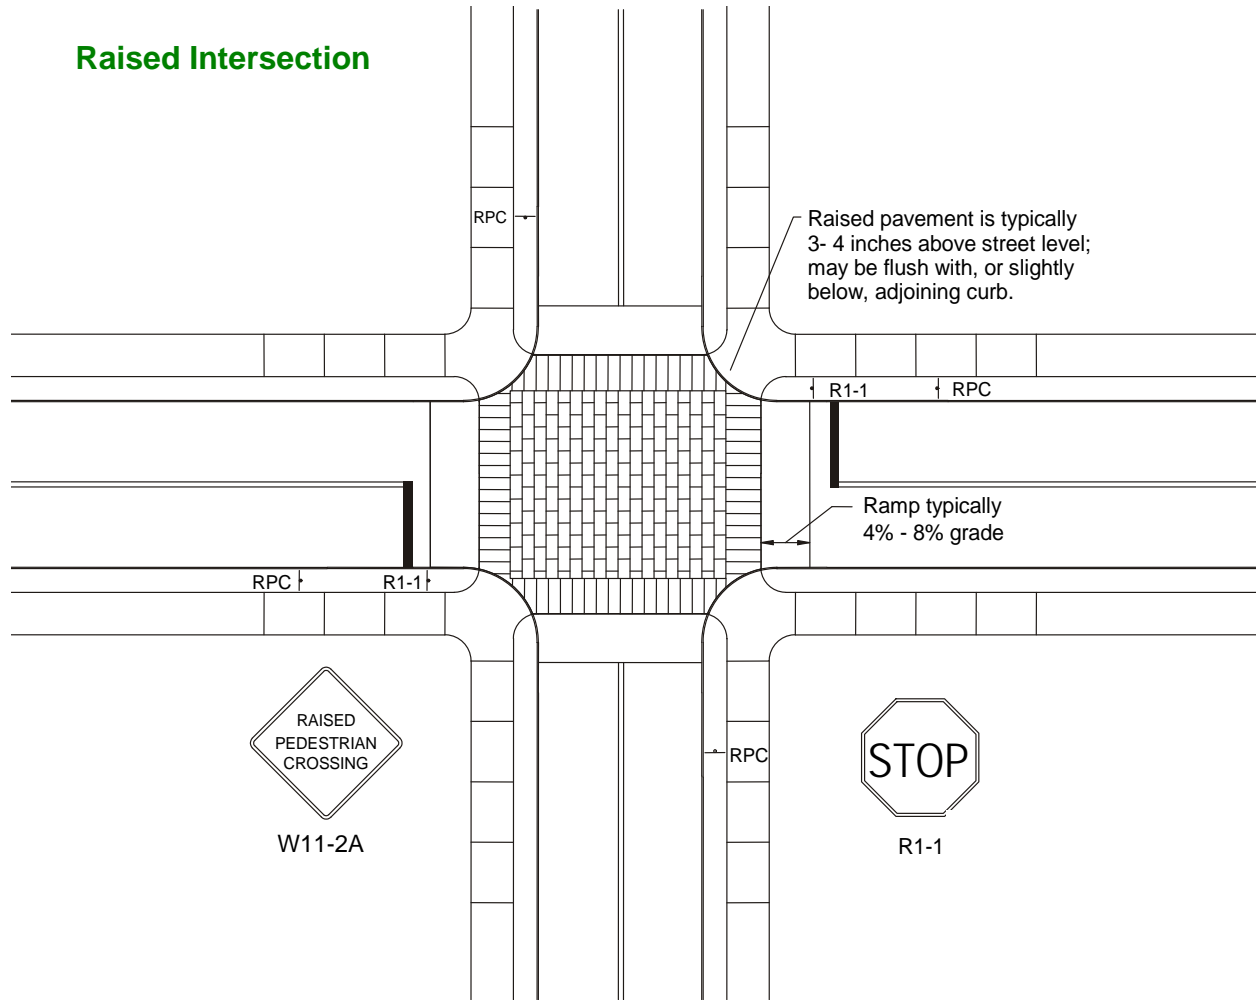 Raised Intersection
RPC
Raised pavement is typically
3- 4 inches above street level;
may be flush with, or slightly
below, adjoining curb.
R1-1
RPC
Ramp typically
4% - 8% grade
RPC
R1-1
RAISED
PEDESTRIAN
CROSSING
W11-2A
RPC
STOP
R1-1